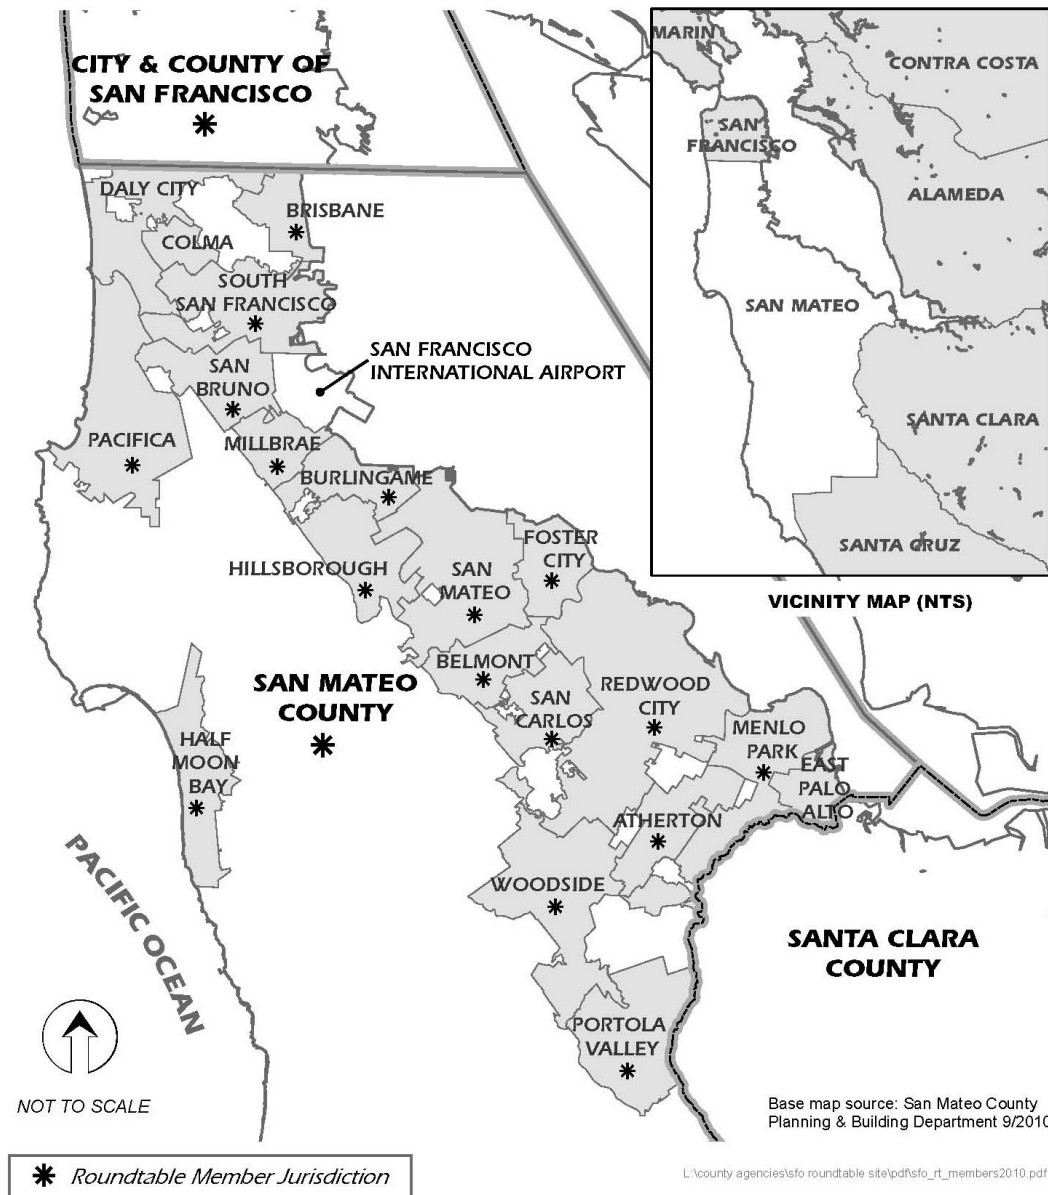 CITY & COUNTY OF
SAN FRANCISCO
DALY CITY
BRISBANE
COLMA
SOUTH
SAN FRANCISCO
SAN FRANCISCO
INTERNATIONAL AIRPORT
SAN
BRUNO
PACIFICA
MILLBRAE
BURLINGAME
FOSTER
CITY
HILLSBOROUGH
SAN
MATEO
BELMONT
SAN MATEO
COUNTY
SAN
CARLOS
REDWOOD
CITY
MENLO
PARK
HALF
MOON
BAY
EAST
PALO
ALTO
ATHERTON
WOODSIDE
PACIFIC OCEAN
SANTA CLARA
COUNTY
PORTOLA
VALLEY
MARIN
CONTRA COSTA
SAN
FRANCISCO
ALAMEDA
SAN MATEO
SANTA CLARA
SANTA CRUZ
VICINITY MAP (NTS)
NOT TO SCALE
Base map source: San Mateo County
Planning & Building Department 9/2010
Roundtable Member Jurisdiction
L:\county agencies\sfo roundtable site\pdf\sfo_rt_members2010.pdf